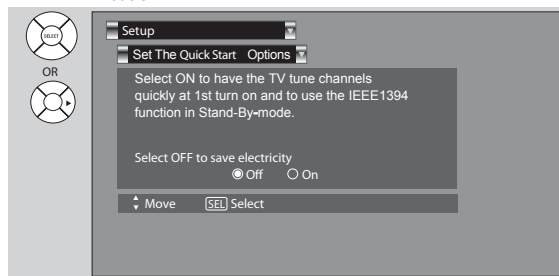 SELECT
OR
Setup
Set The Quick Start Options
Select ON to have the TV tune channels
quickly at 1st turn on and to use the IEEE1394
function in Stand-By-mode.
Select OFF to save electricity
Off On
Move SEL Select